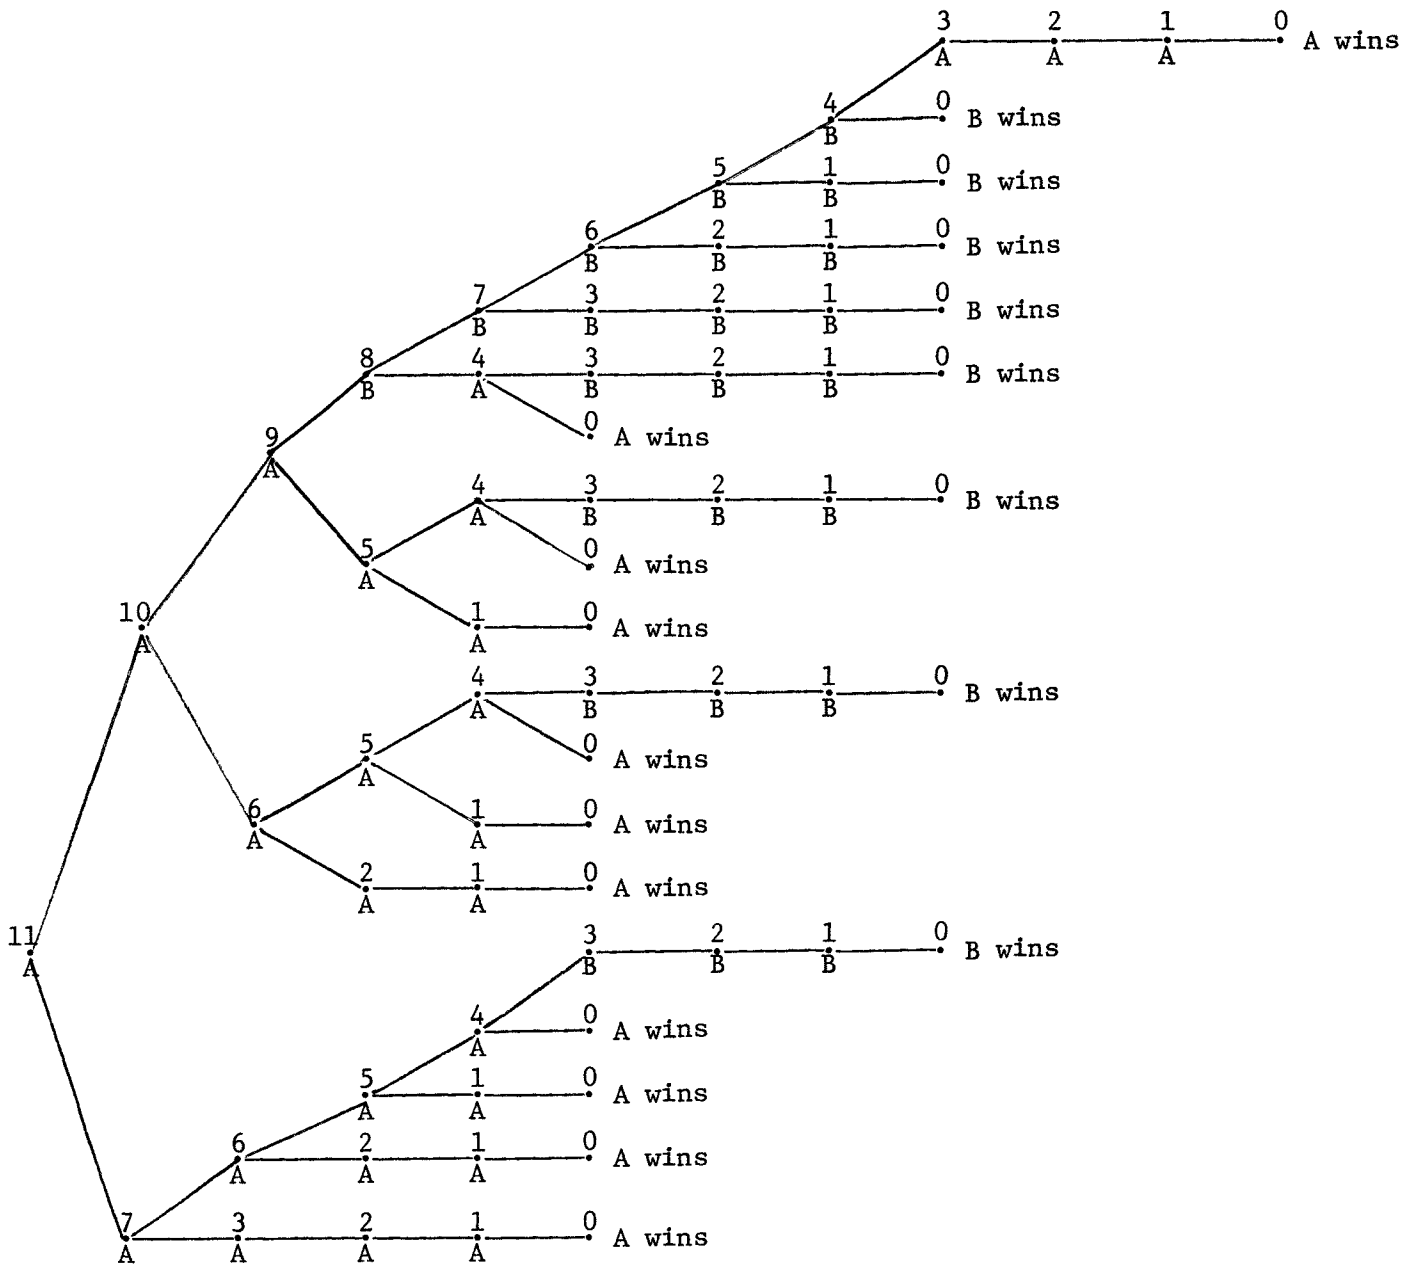 3 2 1 0
A A A A wins
4 0
B B wins
5 1 0
B B B wins
6 2 1 0
B B B B wins
7 3 2 1 0
B B B B B wins
8 4 3 2 1 0
B A B B B B wins
0
A wins
9
A
4 3 2 1 0
A B B B B wins
5 0
A A wins
1 0
A A wins
10
A
4 3 2 1 0
A B B B B wins
5 0
A A wins
6 1 0
A A A wins
2 1 0
A A A wins
11 3 2 1 0
A B B B B wins
4 0
A A wins
5 1 0
A A A wins
6 2 1 0
A A A A wins
7 3 2 1 0
A A A A A wins